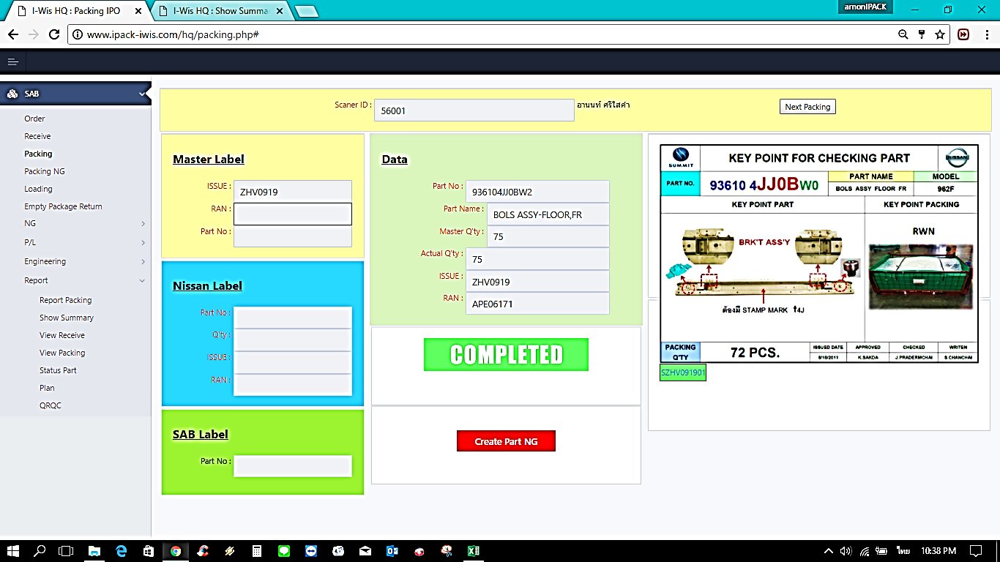 I-Wis HQ : Packing IPO
I-Wis HQ : Show Summa
arnonIPACK
www.ipack-iwis.com/hq/packing.php#
SAB
Order
Receive
Packing
Packing NG
Loading
Empty Package Return
NG
P/L
Engineering
Report
Report Packing
Show Summary
View Receive
View Packing
Status Part
Plan
QRQC
Scaner ID : 56001 อานนท์ ศรีใสคำ
Next Packing
Master Label
ISSUE : ZHV0919
RAN :
Part No :
Nissan Label
Part No :
Q'ty :
ISSUE :
RAN :
SAB Label
Part No :
Data
Part No : 936104JJ0BW2
Part Name : BOLS ASSY-FLOOR,FR
Master Q'ty : 75
Actual Q'ty : 75
ISSUE : ZHV0919
RAN : APE06171
COMPLETED
Create Part NG
SUMMIT
KEY POINT FOR CHECKING PART
NISSAN
PART NO.
93610 4JJ0BW0
PART NAME
BOLS ASSY FLOOR FR
MODEL
962F
KEY POINT PART
KEY POINT PACKING
BRK'T ASS'Y
RWN
ต้องมี STAMP MARK ↑4J
PACKING
Q'TY
72 PCS.
ISSUED DATE APPROVED CHECKED WRITEN
8/18/2011 K.SAKDA J.PRADERMCHAI S.CHANCHAI
SZHV091901
ไทย
10:38 PM